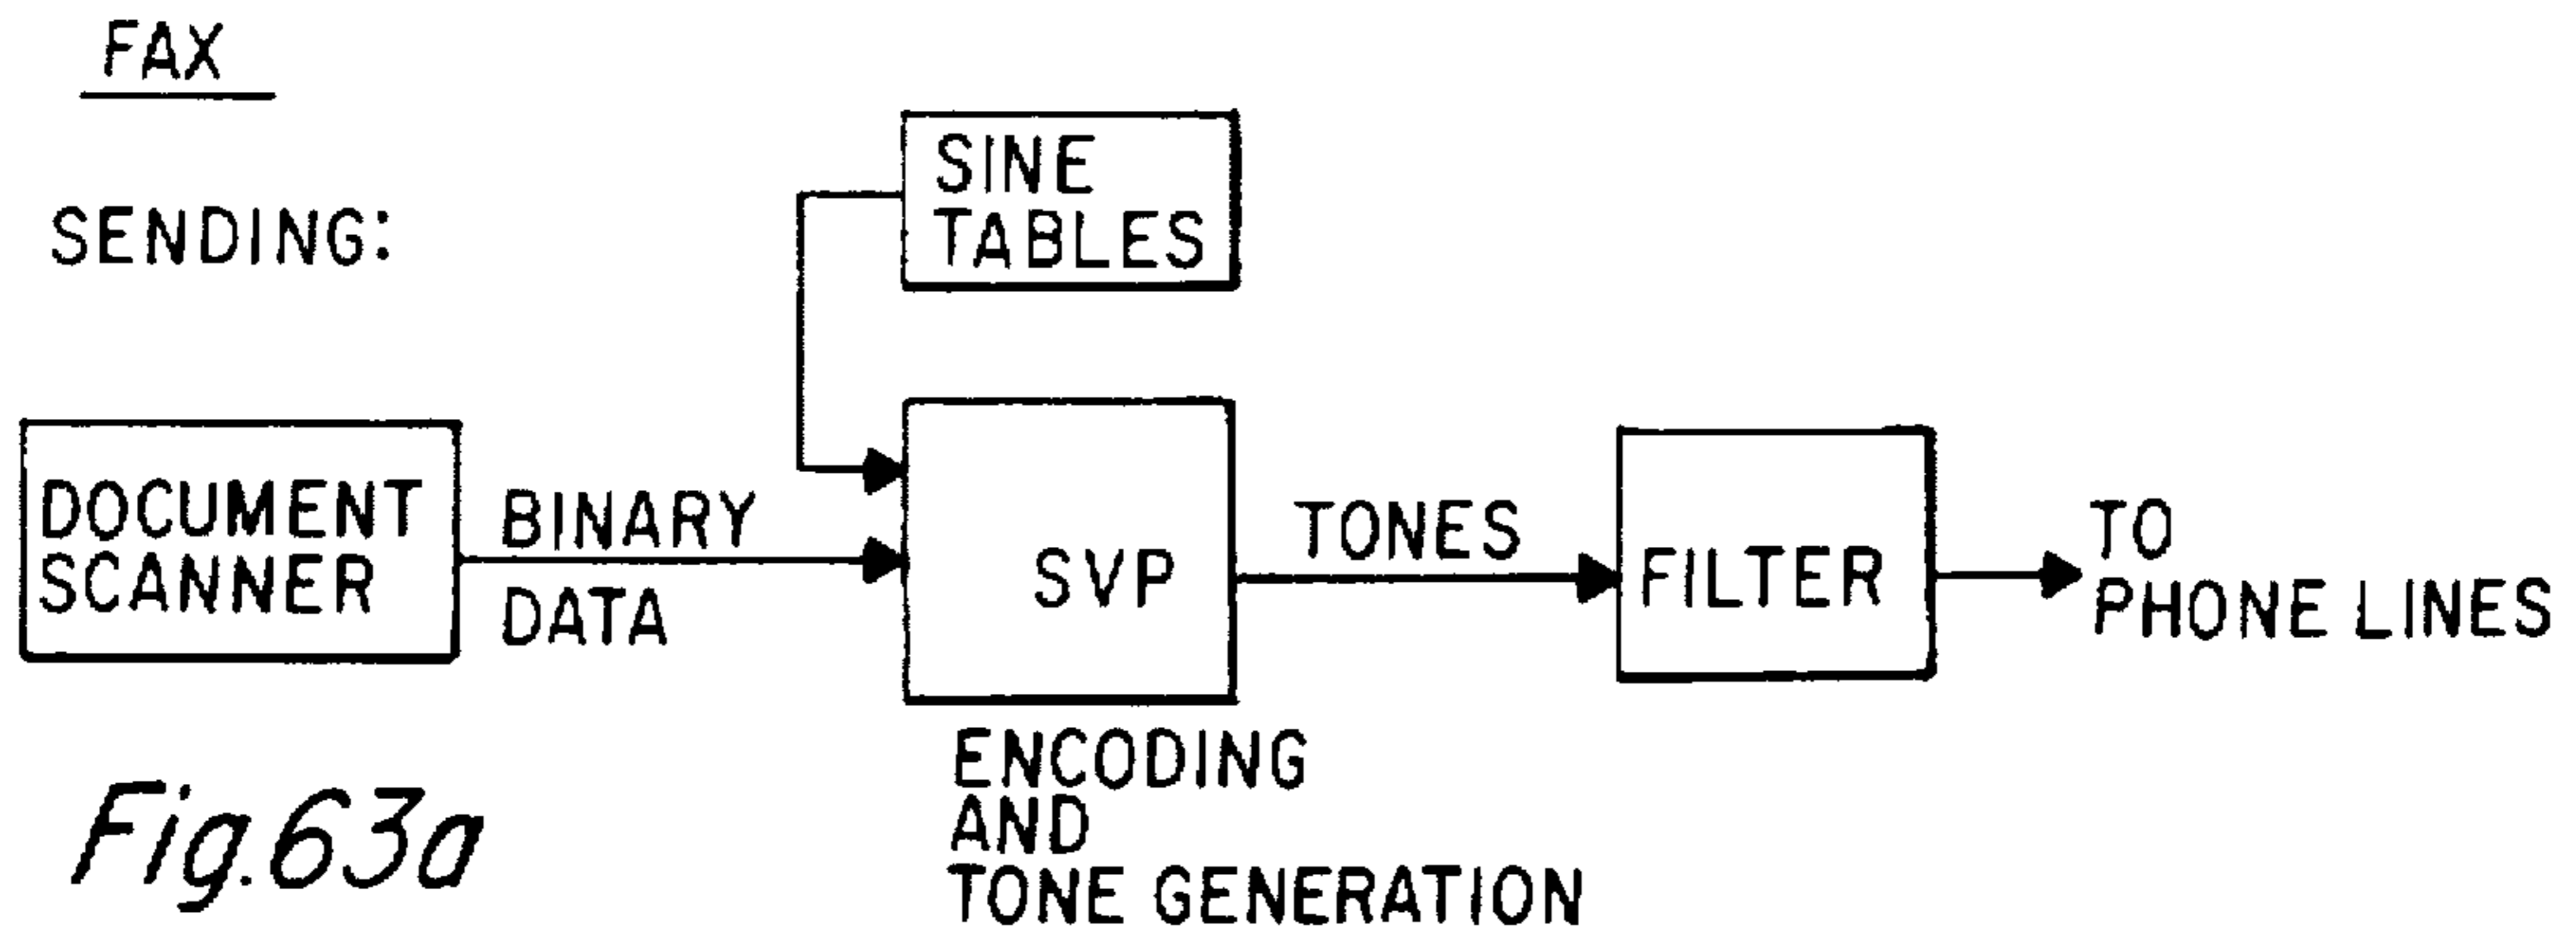 FAX
SENDING:
SINE
TABLES
DOCUMENT
SCANNER
BINARY
DATA
SVP
TONES
FILTER
TO
PHONE LINES
ENCODING
AND
TONE GENERATION
Fig.63a